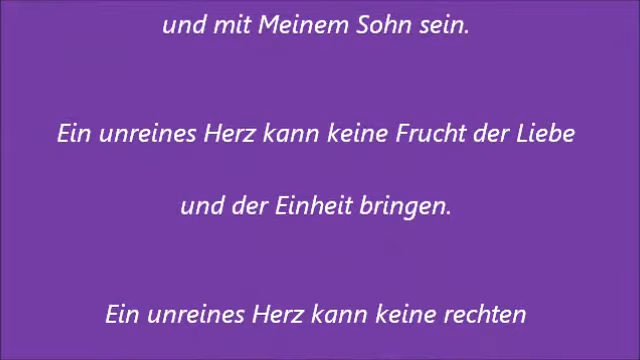 und mit Meinem Sohn sein.
Ein unreines Herz kann keine Frucht der Liebe
und der Einheit bringen.
Ein unreines Herz kann keine rechten